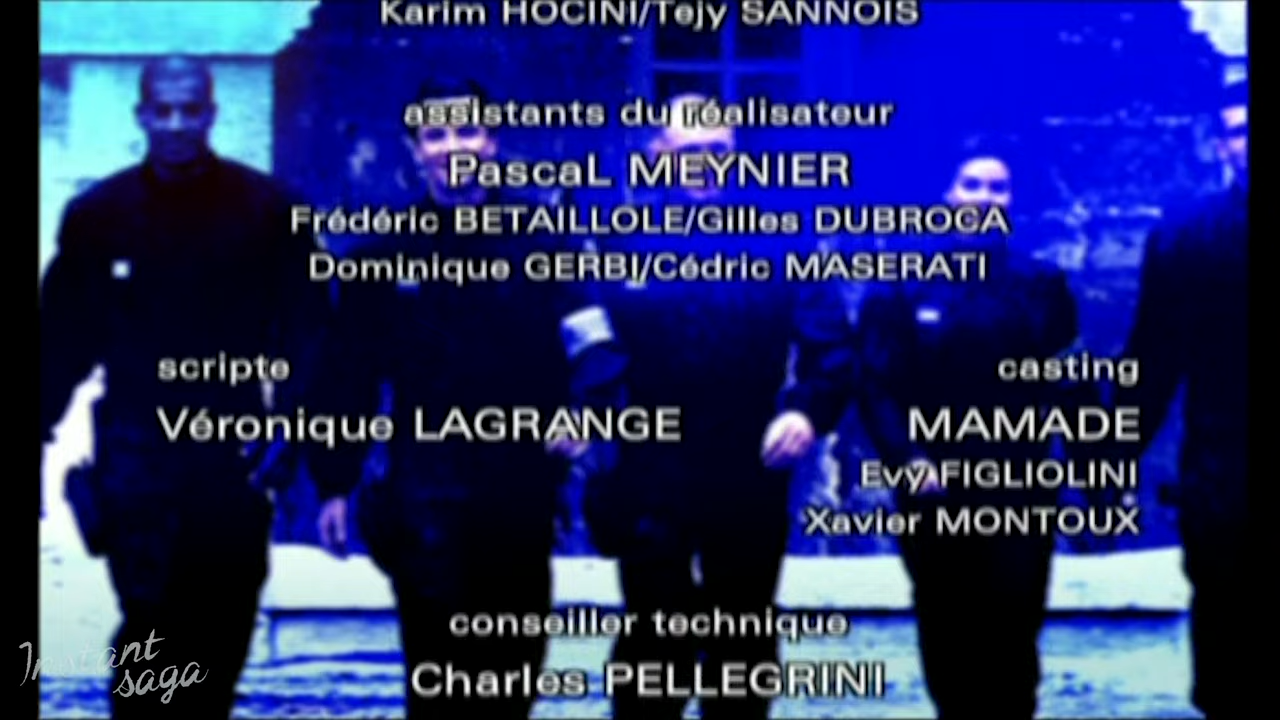 Karim HOCINI/Tejy SANNOIS
assistants du réalisateur
PascaL MEYNIER
Frédéric BETAILLOLE/Gilles DUBROCA
Dominique GERBI/Cédric MASERATI
scripte
Véronique LAGRANGE
casting
MAMADE
Evy FIGLIOLINI
Xavier MONTOUX
conseiller technique
Charles PELLEGRINI
Instant
saga